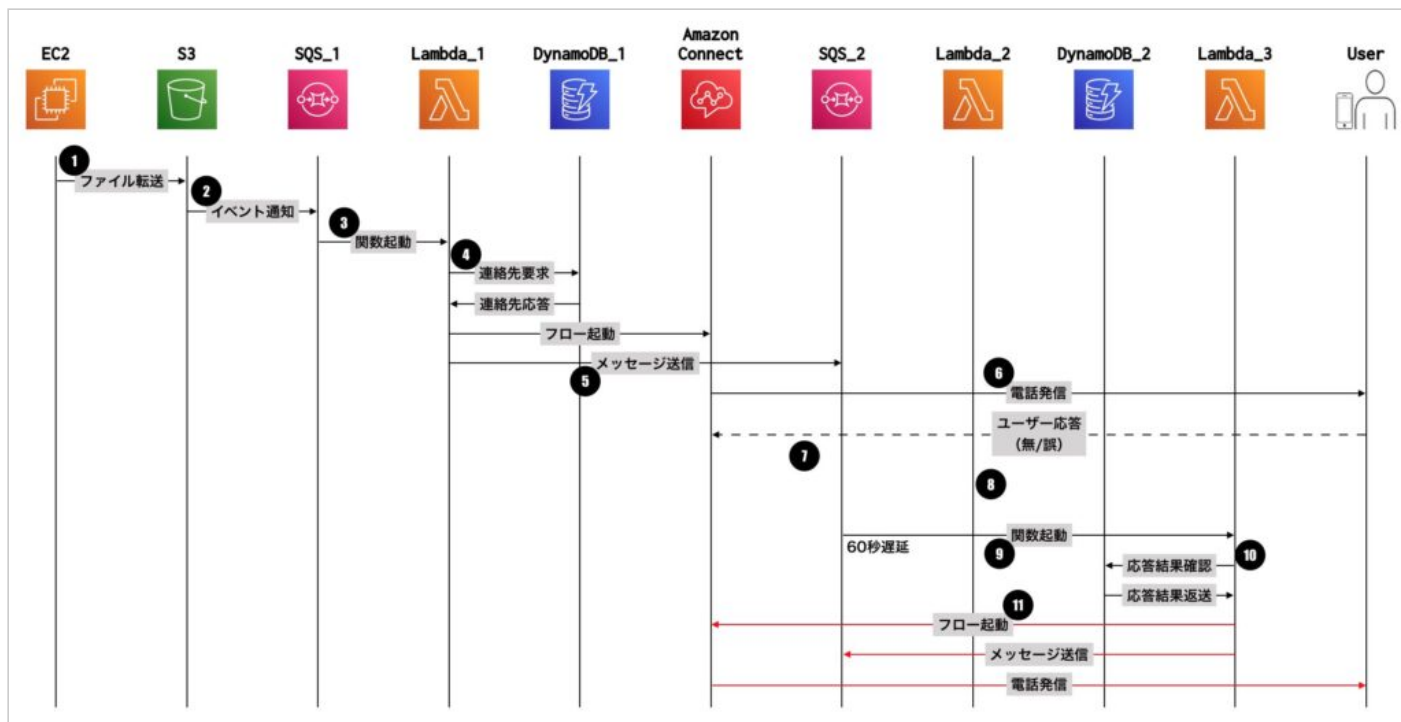 EC2
S3
SQS_1
Lambda_1
DynamoDB_1
Amazon
Connect
SQS_2
Lambda_2
DynamoDB_2
Lambda_3
User
1
ファイル転送
2
イベント通知
3
関数起動
4
連絡先要求
連絡先応答
フロー起動
メッセージ送信
5
6
電話発信
ユーザー応答
（無/誤）
7
8
関数起動
60秒遅延
9
10
応答結果確認
応答結果返送
11
フロー起動
メッセージ送信
電話発信